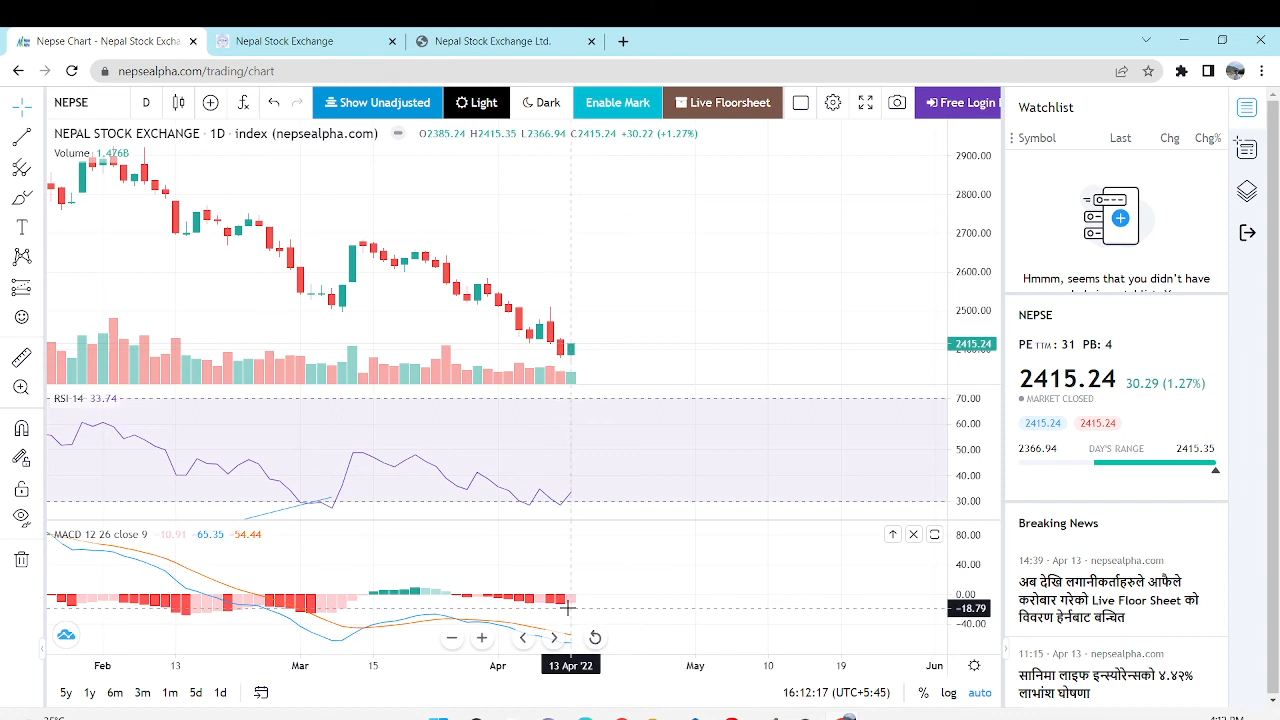 Nepse Chart - Nepal Stock Excha
Nepal Stock Exchange
Nepal Stock Exchange Ltd.
nepsealpha.com/trading/chart
NEPSE
D
Show Unadjusted
Light
Dark
Enable Mark
Live Floorsheet
Free Login
Watchlist
Symbol Last Chg Chg%
NEPAL STOCK EXCHANGE · 1D · index (nepsealpha.com)
O2385.24 H2415.35 L2366.94 C2415.24 +30.22 (+1.27%)
Volume 1.476B
2900.00
2800.00
2700.00
2600.00
2500.00
2415.24
Hmmm, seems that you didn't have
NEPSE
PE TTM : 31 PB: 4
2415.24 30.29 (1.27%)
MARKET CLOSED
2415.24 2415.24
2366.94 DAY'S RANGE 2415.35
RSI 14 33.74
70.00
60.00
50.00
40.00
30.00
MACD 12 26 close 9 -10.91 -65.35 -54.44
80.00
40.00
0.00
-18.79
-40.00
Breaking News
14:39 - Apr 13 - nepsealpha.com
अब देखि लगानीकर्ताहरुले आफैले
करोबार गरेको Live Floor Sheet को
विवरण हेर्नबाट बन्चित
11:15 - Apr 13 - nepsealpha.com
सानिमा लाइफ इन्स्योरेन्सको ४.४२%
लाभांश घोषणा
Feb 13 Mar 15 Apr 13 Apr '22 May 10 19 Jun
5y 1y 6m 3m 1m 5d 1d
16:12:17 (UTC+5:45) % log auto